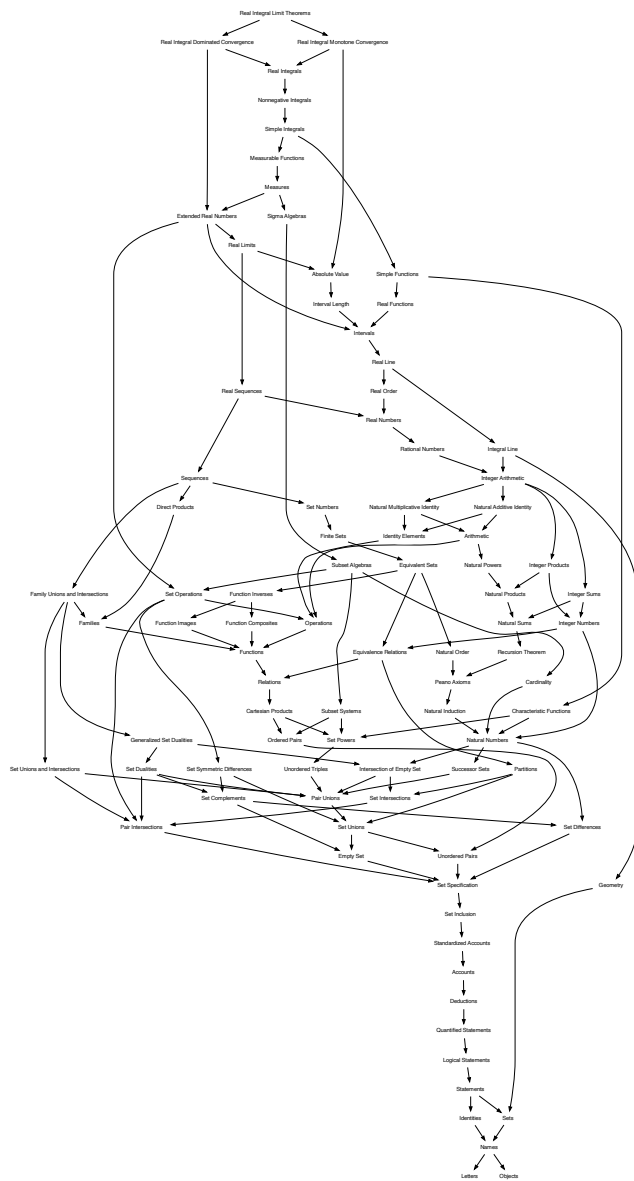 Real Integral Limit Theorems
Real Integral Dominated Convergence
Real Integral Monotone Convergence
Real Integrals
Nonnegative Integrals
Simple Integrals
Measurable Functions
Measures
Extended Real Numbers
Sigma Algebras
Real Limits
Absolute Value
Simple Functions
Interval Length
Real Functions
Intervals
Real Line
Real Sequences
Real Order
Real Numbers
Rational Numbers
Integral Line
Sequences
Integer Arithmetic
Direct Products
Set Numbers
Natural Multiplicative Identity
Natural Additive Identity
Finite Sets
Identity Elements
Arithmetic
Subset Algebras
Equivalent Sets
Natural Powers
Integer Products
Family Unions and Intersections
Set Operations
Function Inverses
Natural Products
Integer Sums
Families
Function Images
Function Composites
Operations
Natural Sums
Integer Numbers
Functions
Equivalence Relations
Natural Order
Recursion Theorem
Relations
Peano Axioms
Cardinality
Cartesian Products
Subset Systems
Natural Induction
Characteristic Functions
Generalized Set Dualities
Ordered Pairs
Set Powers
Natural Numbers
Set Unions and Intersections
Set Dualities
Set Symmetric Differences
Unordered Triples
Intersection of Empty Set
Successor Sets
Partitions
Set Complements
Pair Unions
Set Intersections
Pair Intersections
Set Unions
Set Differences
Empty Set
Unordered Pairs
Set Specification
Geometry
Set Inclusion
Standardized Accounts
Accounts
Deductions
Quantified Statements
Logical Statements
Statements
Identities
Sets
Names
Letters
Objects